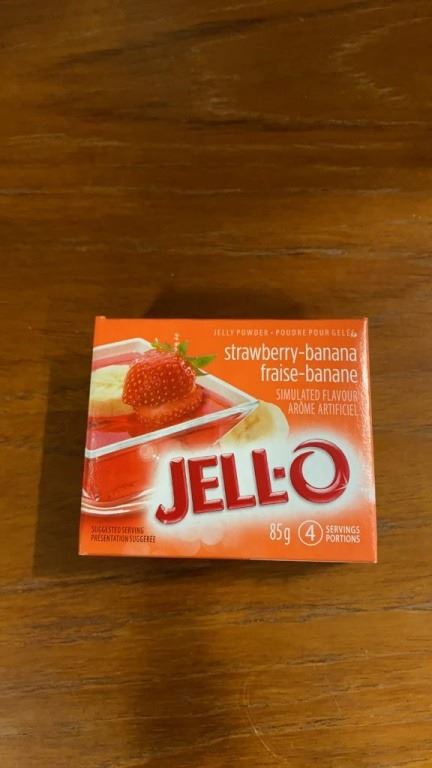 JELLY POWDER • POUDRE POUR GELÉE
strawberry-banana
fraise-banane
SIMULATED FLAVOUR
ARÔME ARTIFICIEL
JELL-O
85g 4 SERVINGS
PORTIONS
SUGGESTED SERVING
PRÉSENTATION SUGGÉRÉE